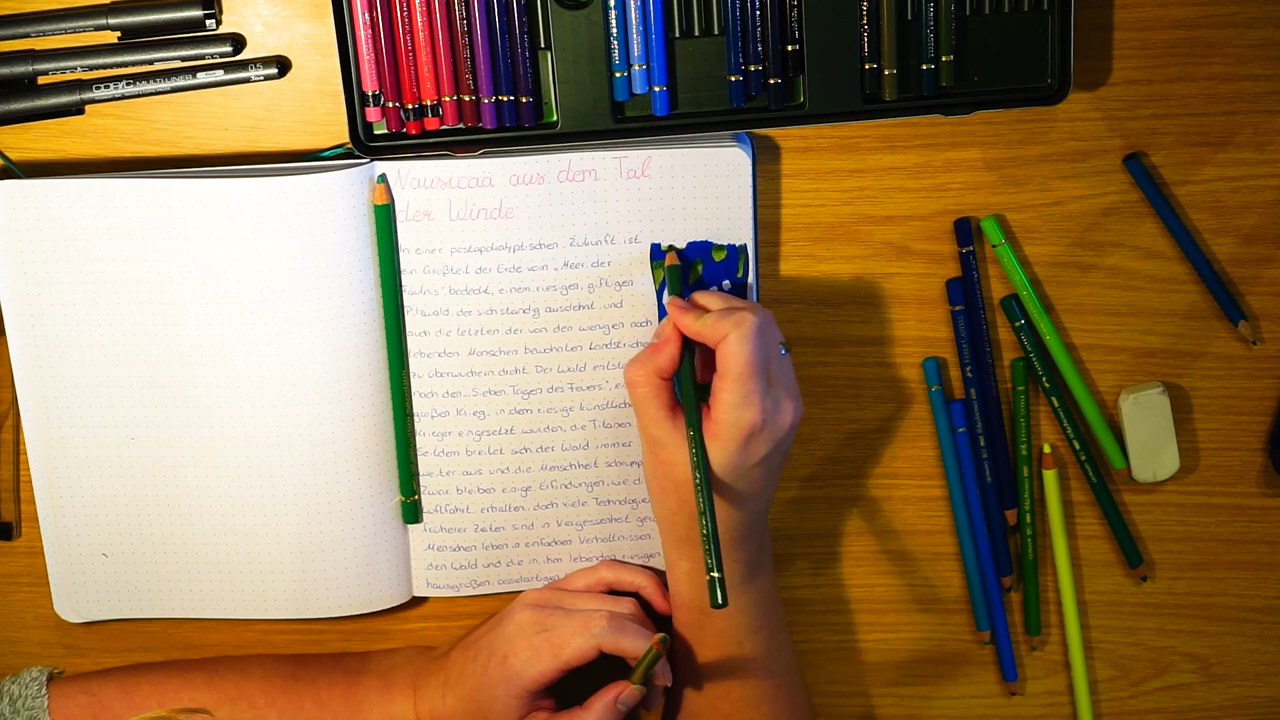 COPIC MULTILINER 0.5
Nausicaä aus dem Tal
der Winde
In einer postapokalyptischen Zukunft ist
ein Großteil der Erde vom „Meer der
Fäulnis" bedeckt, einem riesigen, giftigen
Pilzwald, der sich ständig ausdehnt und
auch die letzten der von den wenigen noch
lebenden Menschen bewohnten Landstriche
zu überwuchern droht. Der Wald entsta
nach den „Sieben Tagen des Feuers", ei
großen Krieg, in dem riesige künstliche
Krieger eingesetzt wurden, die Titanen
Seitdem breitet sich der Wald immer
weiter aus und die Menschheit schrump
Zwar bleiben einige Erfindungen, wie di
Luftfahrt erhalten, doch viele Technologie
früherer Zeiten sind in Vergessenheit gera
Menschen leben in einfachen Verhältnissen.
den Wald und die in ihm lebenden riesigen,
hausgroßen, asselartigen